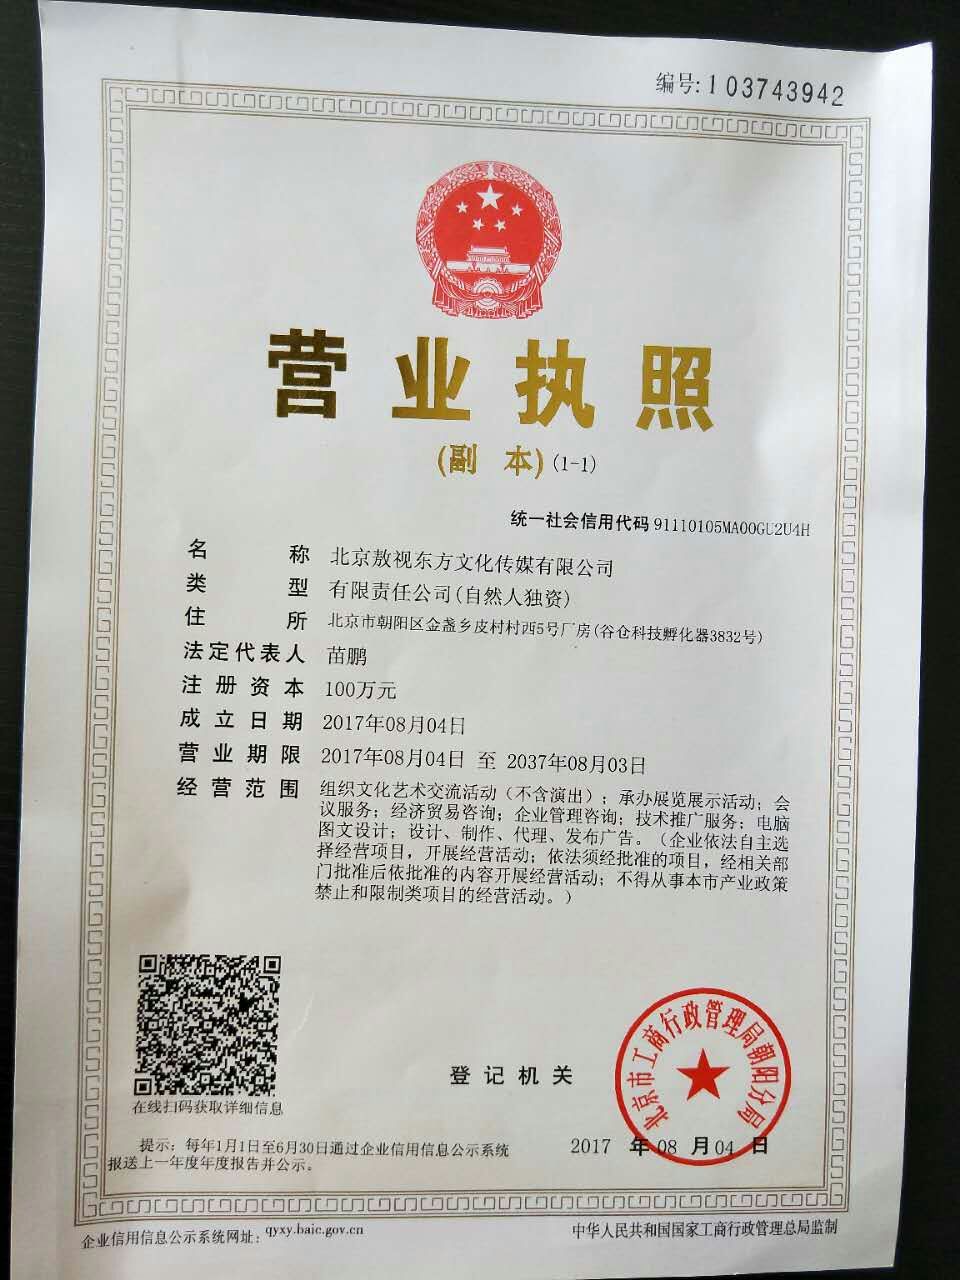 编号:103743942
营业执照
(副 本)(1-1)
统一社会信用代码 91110105MA00GU2U4H
名称 北京敖视东方文化传媒有限公司
类型 有限责任公司(自然人独资)
住所 北京市朝阳区金盏乡皮村村西5号厂房(谷仓科技孵化器3832号)
法定代表人 苗鹏
注册资本 100万元
成立日期 2017年08月04日
营业期限 2017年08月04日 至 2037年08月03日
经营范围 组织文化艺术交流活动（不含演出）；承办展览展示活动；会
议服务；经济贸易咨询；企业管理咨询；技术推广服务；电脑
图文设计；设计、制作、代理、发布广告。（企业依法自主选
择经营项目，开展经营活动；依法须经批准的项目，经相关部
门批准后依批准的内容开展经营活动；不得从事本市产业政策
禁止和限制类项目的经营活动。）
在线扫码获取详细信息
登记机关
北京市工商行政管理局朝阳分局
2017 年 08 月 04 日
提示：每年1月1日至6月30日通过企业信用信息公示系统
报送上一年度年度报告并公示。
企业信用信息公示系统网址：qyxy.baic.gov.cn
中华人民共和国国家工商行政管理总局监制